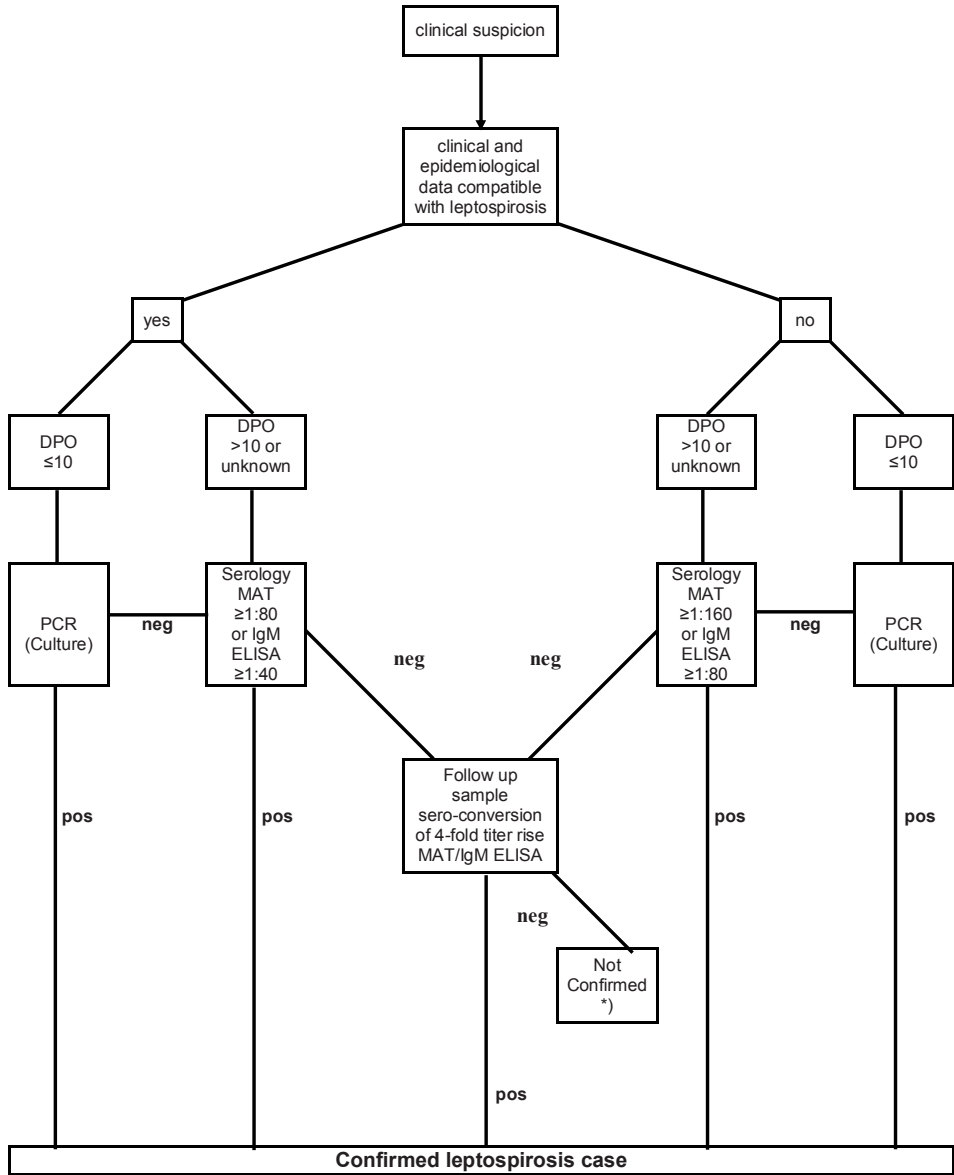 clinical suspicion
clinical and
epidemiological
data compatible
with leptospirosis
yes
no
DPO
≤10
DPO
>10 or
unknown
DPO
>10 or
unknown
DPO
≤10
PCR
(Culture)
neg
Serology
MAT
≥1:80
or IgM
ELISA
≥1:40
neg
neg
Serology
MAT
≥1:160
or IgM
ELISA
≥1:80
neg
PCR
(Culture)
pos
pos
Follow up
sample
sero-conversion
of 4-fold titer rise
MAT/IgM ELISA
pos
pos
neg
Not
Confirmed
*)
pos
Confirmed leptospirosis case